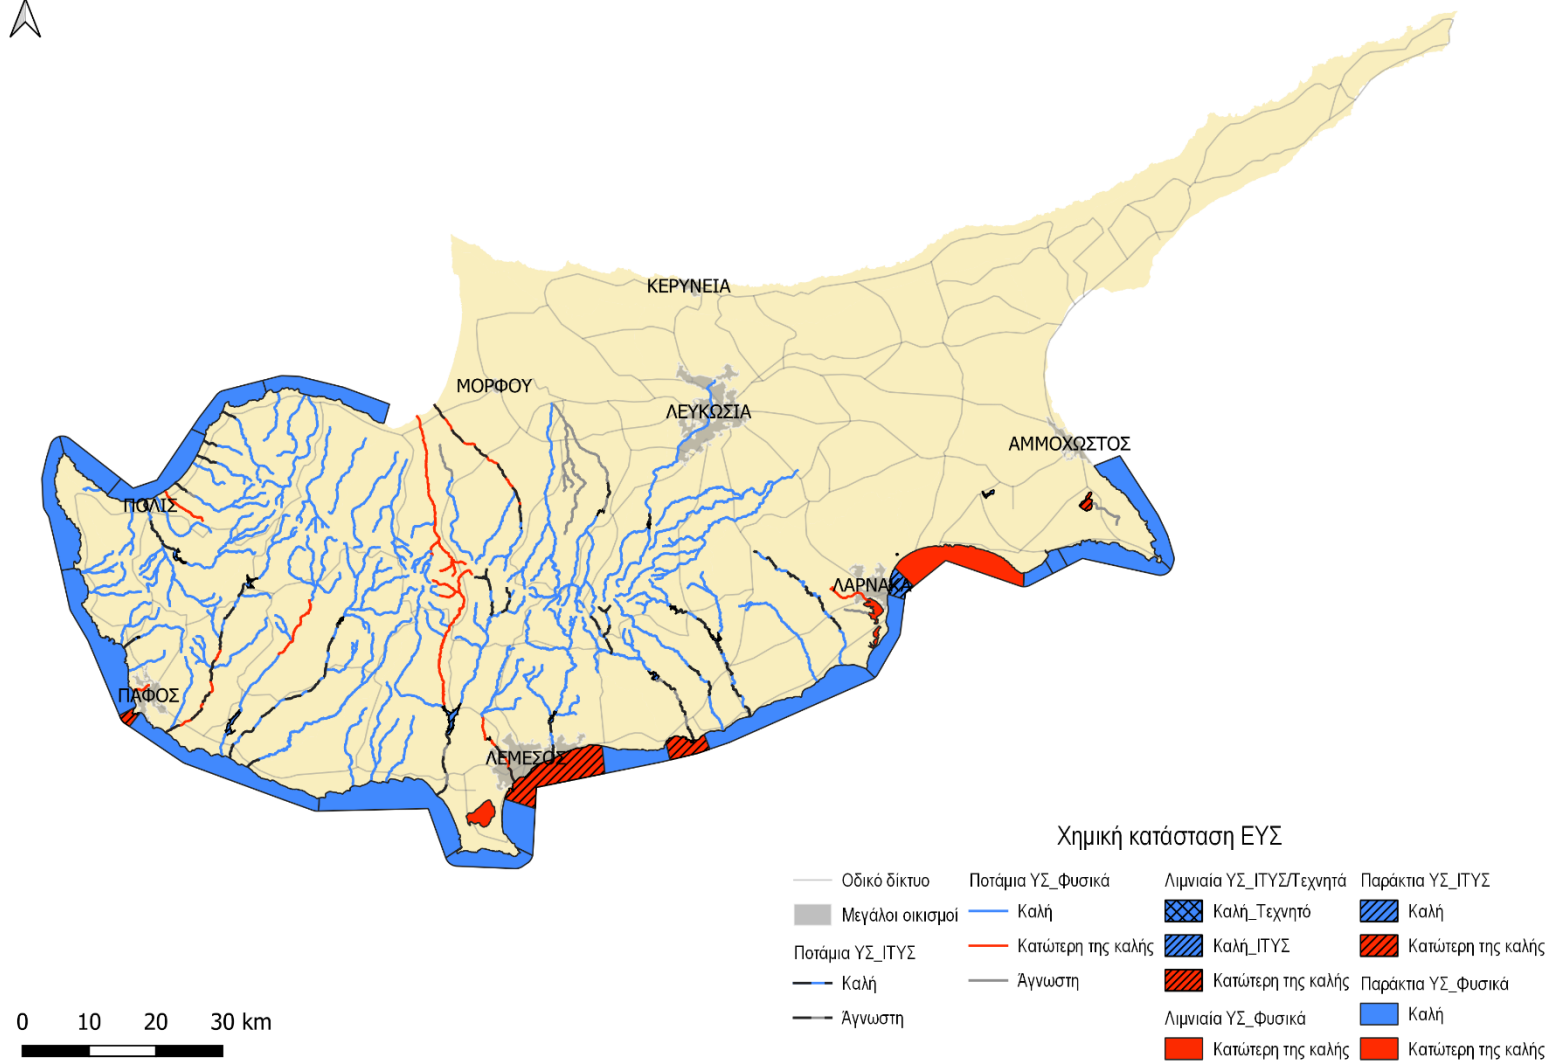 ΚΕΡΥΝΕΙΑ
ΜΟΡΦΟΥ
ΛΕΥΚΩΣΙΑ
ΑΜΜΟΧΩΣΤΟΣ
ΠΟΛΙΣ
ΛΑΡΝΑΚΑ
ΠΑΦΟΣ
ΛΕΜΕΣΟΣ
Χημική κατάσταση ΕΥΣ
Οδικό δίκτυο
Μεγάλοι οικισμοί
Ποτάμια ΥΣ_ΙΤΥΣ
Καλή
Άγνωστη
Ποτάμια ΥΣ_Φυσικά
Καλή
Κατώτερη της καλής
Άγνωστη
Λιμνιαία ΥΣ_ΙΤΥΣ/Τεχνητά
Καλή_Τεχνητό
Καλή_ΙΤΥΣ
Κατώτερη της καλής
Λιμνιαία ΥΣ_Φυσικά
Κατώτερη της καλής
Παράκτια ΥΣ_ΙΤΥΣ
Καλή
Κατώτερη της καλής
Παράκτια ΥΣ_Φυσικά
Καλή
Κατώτερη της καλής
0 10 20 30 km